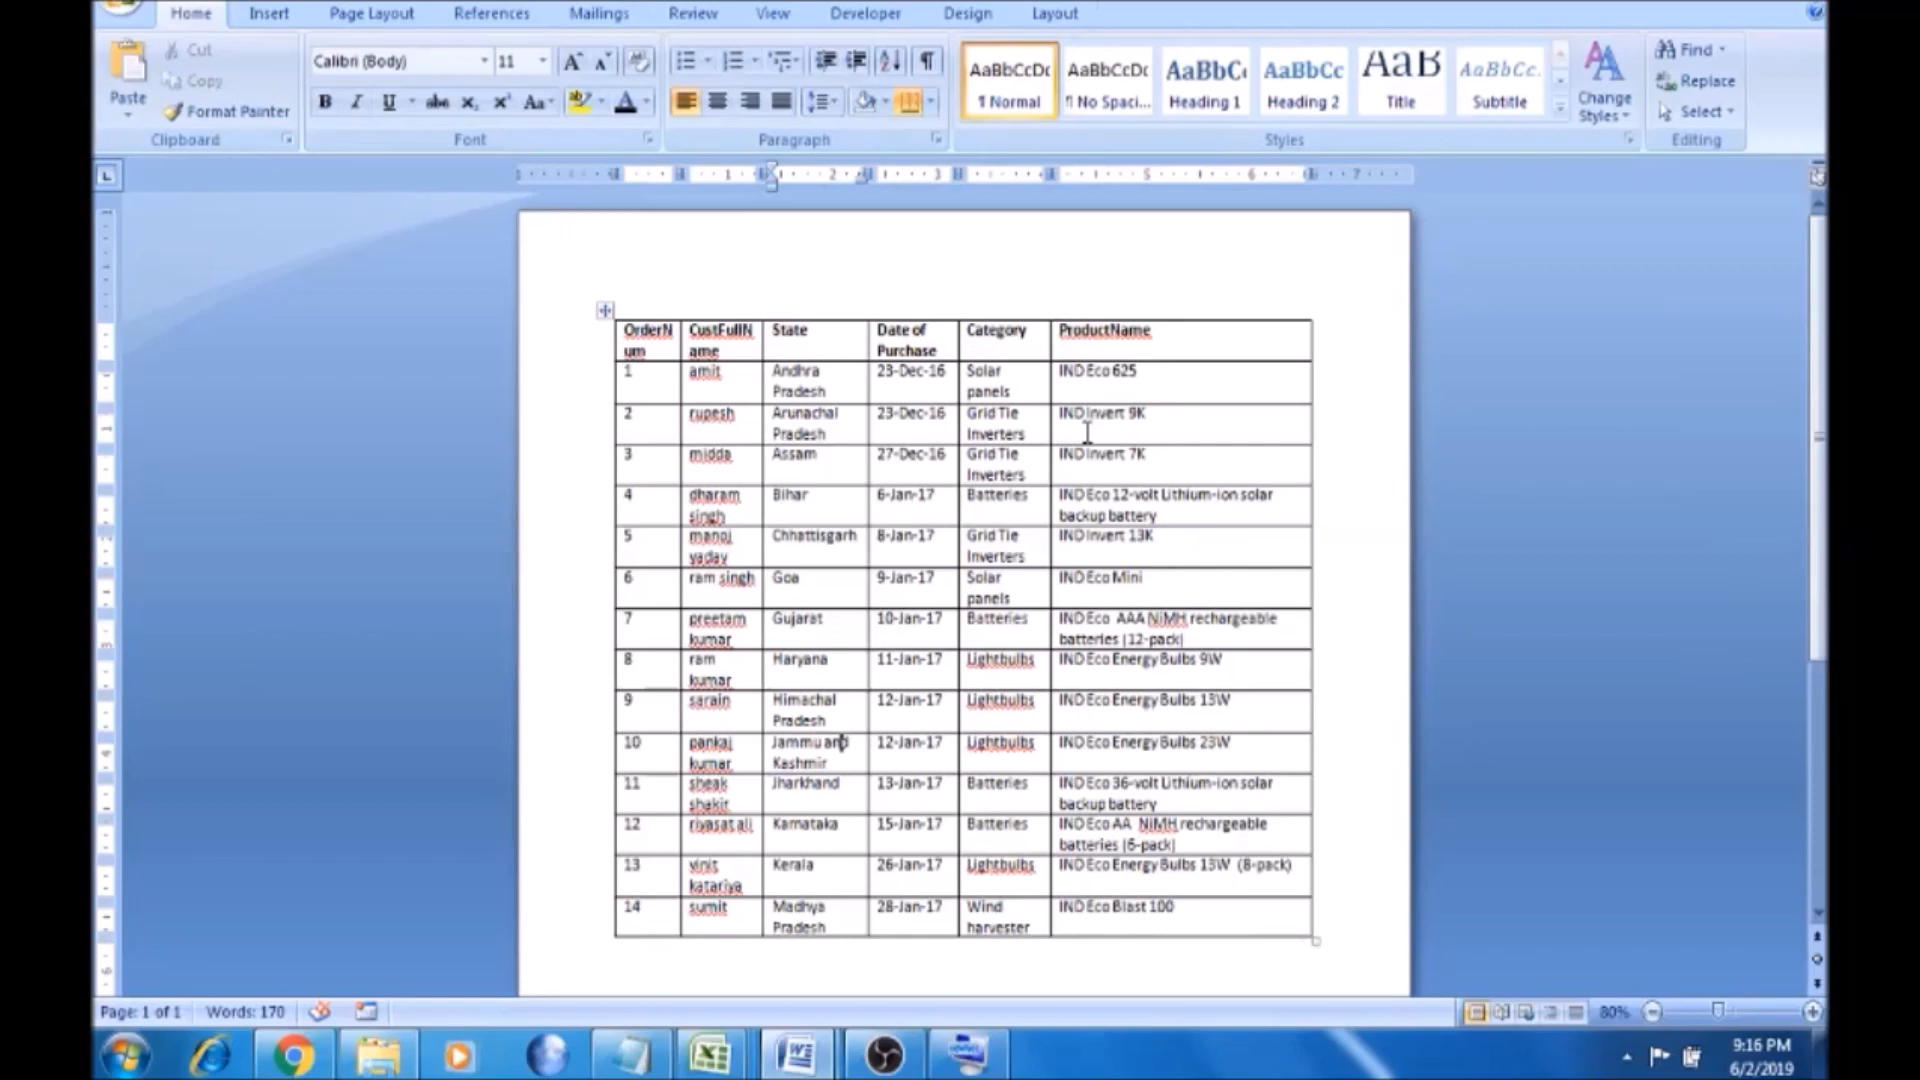 Home Insert Page Layout References Mailings Review View Developer Design Layout
Paste
Cut
Copy
Format Painter
Clipboard
Calibri (Body) 11
B I U abc
Font
Paragraph
AaBbCcDc AaBbCcDc AaBbC AaBbCc AaB AaBbCc.
¶ Normal ¶ No Spaci... Heading 1 Heading 2 Title Subtitle
Change
Styles
Styles
Find
Replace
Select
Editing
OrderN
um
CustFullN
ame
State
Date of
Purchase
Category
ProductName
1
amit
Andhra
Pradesh
23-Dec-16
Solar
panels
IND Eco 625
2
rupesh
Arunachal
Pradesh
23-Dec-16
Grid Tie
Inverters
IND Invert 9K
3
midda
Assam
27-Dec-16
Grid Tie
Inverters
IND Invert 7K
4
dharam
singh
Bihar
6-Jan-17
Batteries
IND Eco 12-volt Lithium-ion solar
backup battery
5
manoj
yadav
Chhattisgarh
8-Jan-17
Grid Tie
Inverters
IND Invert 13K
6
ram singh
Goa
9-Jan-17
Solar
panels
IND Eco Mini
7
preetam
kumar
Gujarat
10-Jan-17
Batteries
IND Eco AAA NiMH rechargeable
batteries (12-pack)
8
ram
kumar
Haryana
11-Jan-17
Lightbulbs
IND Eco Energy Bulbs 9W
9
sarain
Himachal
Pradesh
12-Jan-17
Lightbulbs
IND Eco Energy Bulbs 13W
10
pankaj
kumar
Jammu and
Kashmir
12-Jan-17
Lightbulbs
IND Eco Energy Bulbs 23W
11
sheak
shakir
Jharkhand
13-Jan-17
Batteries
IND Eco 36-volt Lithium-ion solar
backup battery
12
riyasat ali
Karnataka
15-Jan-17
Batteries
IND Eco AA NiMH rechargeable
batteries (6-pack)
13
vinit
katariya
Kerala
26-Jan-17
Lightbulbs
IND Eco Energy Bulbs 13W (8-pack)
14
sumit
Madhya
Pradesh
28-Jan-17
Wind
harvester
IND Eco Blast 100
Page: 1 of 1 Words: 170 80%
9:16 PM
6/2/2019